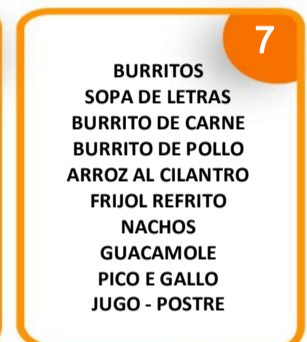 7
BURRITOS
SOPA DE LETRAS
BURRITO DE CARNE
BURRITO DE POLLO
ARROZ AL CILANTRO
FRIJOL REFRITO
NACHOS
GUACAMOLE
PICO E GALLO
JUGO - POSTRE